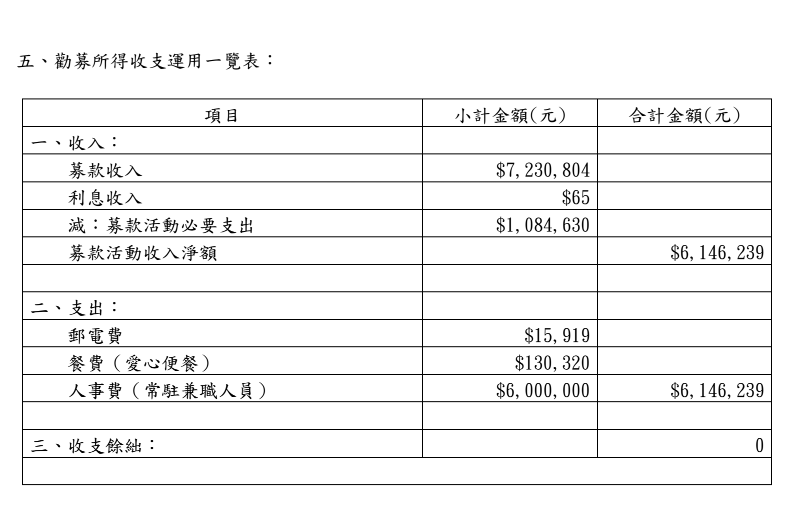 五、勸募所得收支運用一覽表：
項目 小計金額(元) 合計金額(元)
一、收入：
募款收入 $7,230,804
利息收入 $65
減：募款活動必要支出 $1,084,630
募款活動收入淨額 $6,146,239
二、支出：
郵電費 $15,919
餐費（愛心便餐） $130,320
人事費（常駐兼職人員） $6,000,000 $6,146,239
三、收支餘絀： 0